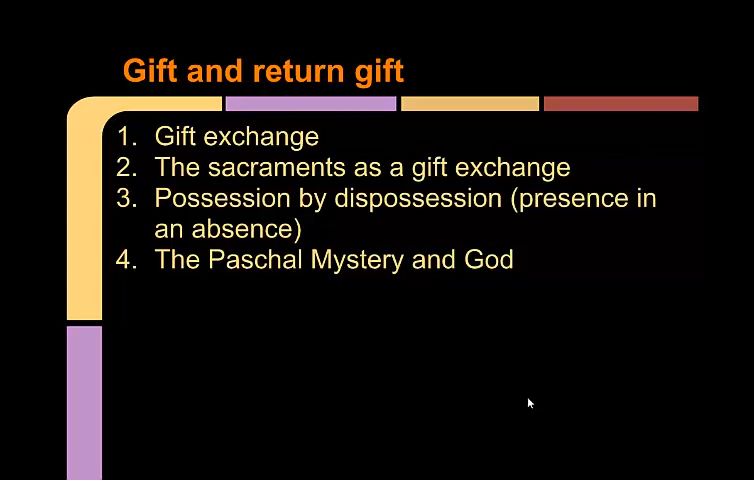 Gift and return gift
1. Gift exchange
2. The sacraments as a gift exchange
3. Possession by dispossession (presence in
an absence)
4. The Paschal Mystery and God